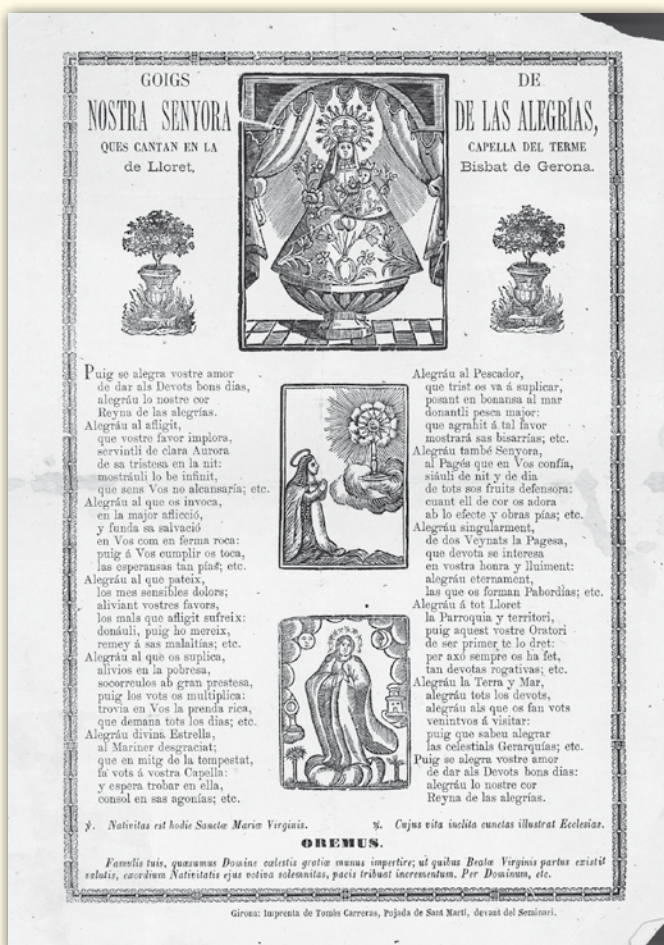 GOIGS DE
NOSTRA SENYORA DE LAS ALEGRÍAS,
QUES CANTAN EN LA CAPELLA DEL TERME
de Lloret, Bisbat de Gerona.
Puig se alegra vostre amor
de dar als Devots bons dias,
alegráu lo nostre cor
Reyna de las alegrías.
Alegráu al afligit,
que vostre favor implora,
servintli de clara Aurora
de sa tristesa en la nit:
mostráuli lo be infinit,
que sens Vos no alcansaría; etc.
Alegráu al que os invoca,
en la major aflicció,
y funda sa salvació
en Vos com en ferma roca:
puig á Vos cumplir os toca,
las esperansas tan pías; etc.
Alegráu al que pateix,
los mes sensibles dolors;
aliviant vostres favors,
los mals que afligit sufreix:
donáuli, puig ho mereix,
remey á sas malaltías; etc.
Alegráu al que os suplica,
alivios en la pobresa,
socorreulos ab gran prestesa,
puig los vots os multiplica:
trovia en Vos la prenda rica,
que demana tots los dias; etc.
Alegráu divina Estrella,
al Mariner desgraciat;
que en mitg de la tempestat,
fa vots á vostra Capella:
y espera trobar en ella,
consol en sas agonías; etc.
Alegráu al Pescador,
que trist os va á suplicar,
posant en bonansa al mar
donantli pesca major:
que agrahit á tal favor
mostrará sas bisarrías; etc.
Alegráu també Senyora,
al Pagés que en Vos confía,
siáuli de nit y de dia
de tots sos fruits defensora:
cuant ell de cor os adora
ab lo efecte y obras pías; etc.
Alegráu singularment,
de dos Veynats la Pagesa,
que devota se interesa
en vostra honra y lluiment:
alegráu eternament,
las que os forman Pabordías; etc.
Alegráu á tot Lloret
la Parroquia y territori,
puig aquest vostre Oratori
de ser primer te lo dret:
per axó sempre os ha fet,
tan devotas rogativas; etc.
Alegráu la Terra y Mar,
alegráu tots los devots,
alegráu als que os fan vots
venintvos á visitar:
puig que sabeu alegrar
las celestials Gerarquías; etc.
Puig se alegra vostre amor
de dar als Devots bons dias:
alegráu lo nostre cor
Reyna de las alegrías.
℣. Nativitas est hodie Sanctæ Mariæ Virginis. ℟. Cujus vita inclita cunctas illustrat Ecclesias.
OREMUS.
Famulis tuis, quæsumus Domine cælestis gratiæ munus impertire; ut quibus Beatæ Virginis partus existit
salutis, exordium Nativitatis ejus votiva solemnitas, pacis tribuat incrementum. Per Dominum, etc.
Girona: Imprenta de Tomás Carreras, Pujada de Sant Martí, devant del Seminari.